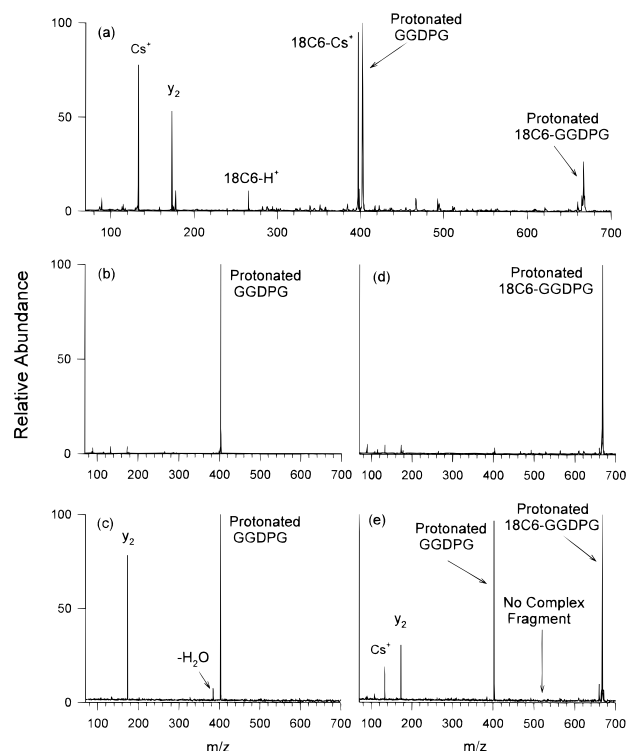 100
(a)
Cs+
y2
18C6-Cs+
Protonated
GGDPG
18C6-H+
Protonated
18C6-GGDPG
50
0
100 200 300 400 500 600 700
Relative Abundance
100
(b)
Protonated
GGDPG
50
0
100 200 300 400 500 600 700
(d)
Protonated
18C6-GGDPG
100 200 300 400 500 600 700
100
(c)
y2
Protonated
GGDPG
-H2O
50
0
100 200 300 400 500 600 700
m/z
(e)
Protonated
18C6-GGDPG
Protonated
GGDPG
No Complex
Fragment
y2
Cs+
100 200 300 400 500 600 700
m/z